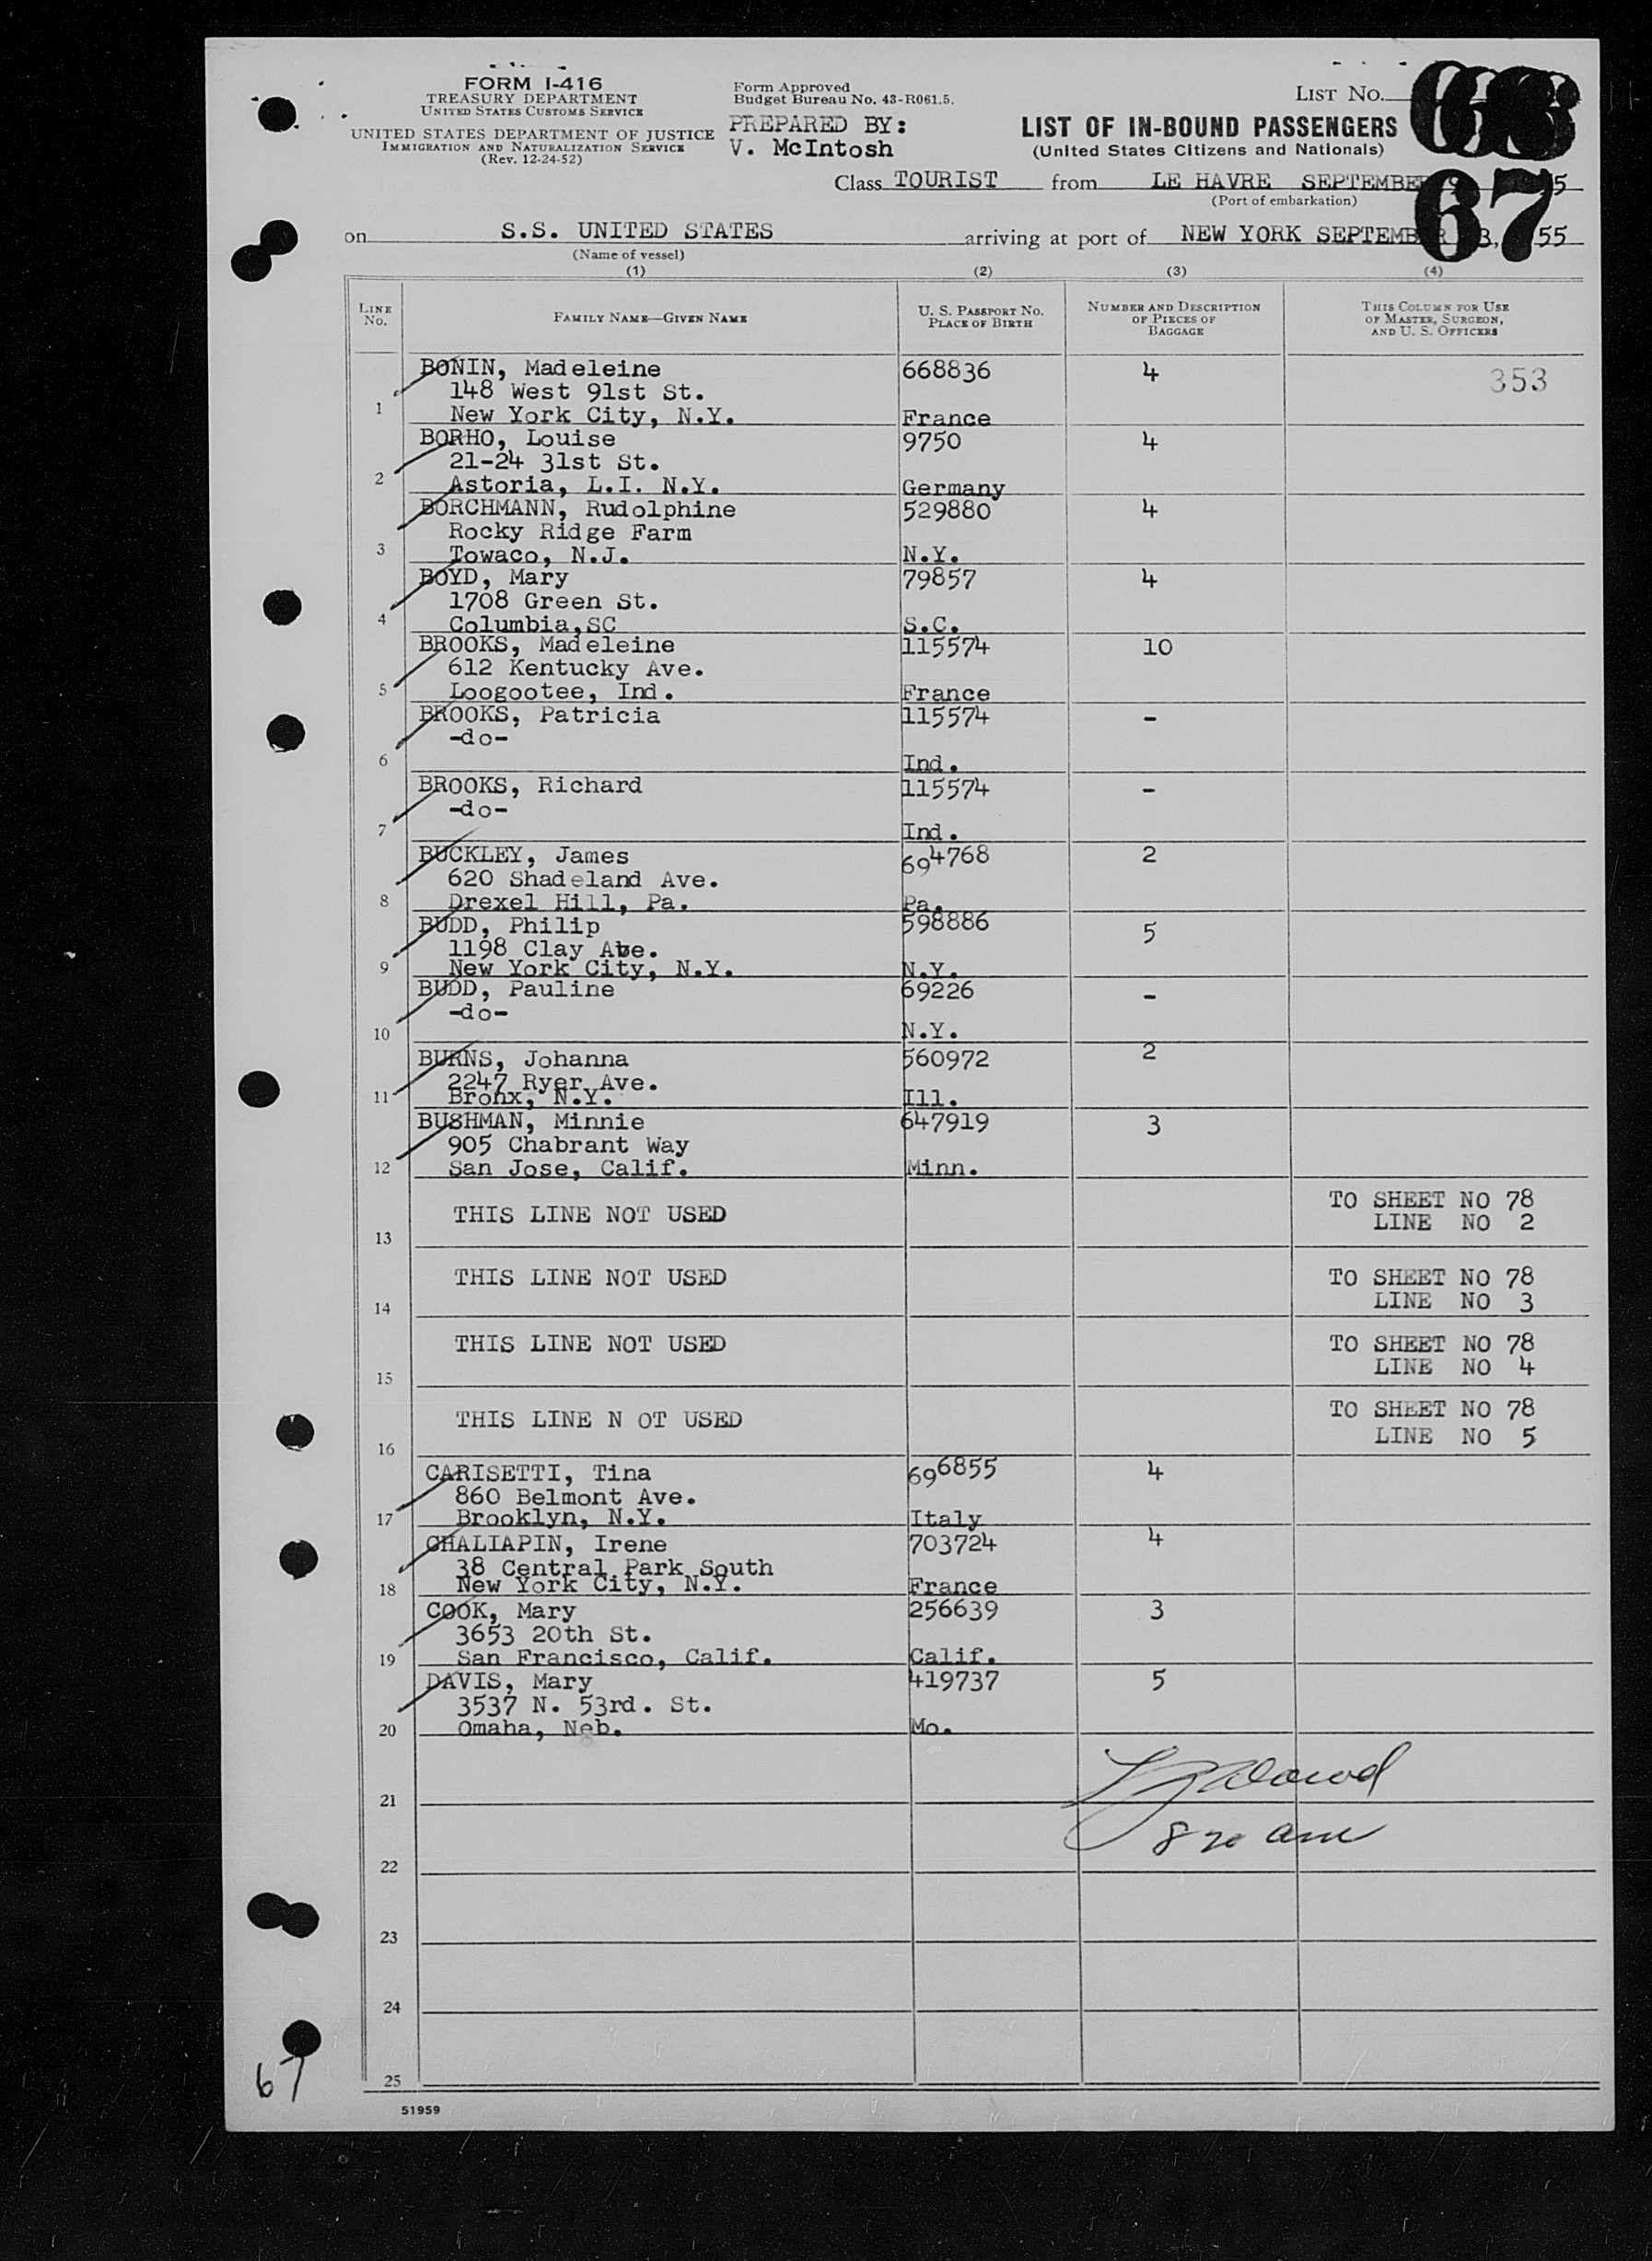 FORM I-416
TREASURY DEPARTMENT
UNITED STATES CUSTOMS SERVICE
UNITED STATES DEPARTMENT OF JUSTICE
IMMIGRATION AND NATURALIZATION SERVICE
(Rev. 12-24-52)
Form Approved
Budget Bureau No. 43-R061.5.
PREPARED BY:
V. McIntosh
LIST NO.
67
LIST OF IN-BOUND PASSENGERS
(United States Citizens and Nationals)
Class TOURIST from LE HAVRE SEPTEMBER
(Port of embarkation)
on S.S. UNITED STATES arriving at port of NEW YORK SEPTEMBER 55
(Name of vessel)
(1) (2) (3) (4)
LINE NO. FAMILY NAME—GIVEN NAME U. S. PASSPORT NO. PLACE OF BIRTH NUMBER AND DESCRIPTION OF PIECES OF BAGGAGE THIS COLUMN FOR USE OF MASTER, SURGEON, AND U. S. OFFICERS
BONIN, Madeleine 668836 4 353
148 West 91st St.
1 New York City, N.Y. France
BORHO, Louise 9750 4
21-24 31st St.
2 Astoria, L.I. N.Y. Germany
BORCHMANN, Rudolphine 529880 4
Rocky Ridge Farm
3 Towaco, N.J. N.Y.
BOYD, Mary 79857 4
1708 Green St.
4 Columbia,SC S.C.
BROOKS, Madeleine 115574 10
612 Kentucky Ave.
5 Loogootee, Ind. France
BROOKS, Patricia 115574 -
-do-
6 Ind.
BROOKS, Richard 115574 -
-do-
7 Ind.
BUCKLEY, James 694768 2
620 Shadeland Ave.
8 Drexel Hill, Pa. Pa.
BUDD, Philip 598886 5
1198 Clay Ave.
9 New York City, N.Y. N.Y.
BUDD, Pauline 69226 -
-do-
10 N.Y.
BURNS, Johanna 560972 2
2247 Ryer Ave.
11 Bronx, N.Y. Ill.
BUSHMAN, Minnie 647919 3
905 Chabrant Way
12 San Jose, Calif. Minn.
THIS LINE NOT USED TO SHEET NO 78
13 LINE NO 2
THIS LINE NOT USED TO SHEET NO 78
14 LINE NO 3
THIS LINE NOT USED TO SHEET NO 78
15 LINE NO 4
THIS LINE N OT USED TO SHEET NO 78
16 LINE NO 5
CARISETTI, Tina 696855 4
860 Belmont Ave.
17 Brooklyn, N.Y. Italy
CHALIAPIN, Irene 703724 4
38 Central Park South
18 New York City, N.Y. France
COOK, Mary 256639 3
3653 20th St.
19 San Francisco, Calif. Calif.
DAVIS, Mary 419737 5
3537 N. 53rd. St.
20 Omaha, Neb. Mo.
21
8 20 am
22
23
24
25
67
51959